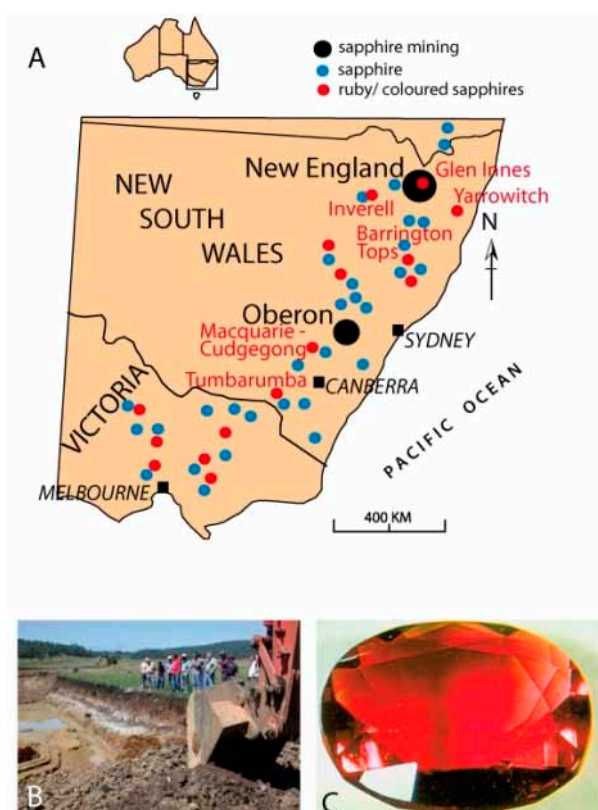 A
sapphire mining
sapphire
ruby/ coloured sapphires
New England
Glen Innes
NEW
SOUTH
WALES
Inverell
Yarrowitch
Barrington
Tops
N
Oberon
Macquarie -
Cudgegong
SYDNEY
Tumbarumba
CANBERRA
VICTORIA
PACIFIC OCEAN
MELBOURNE
400 KM
B
C